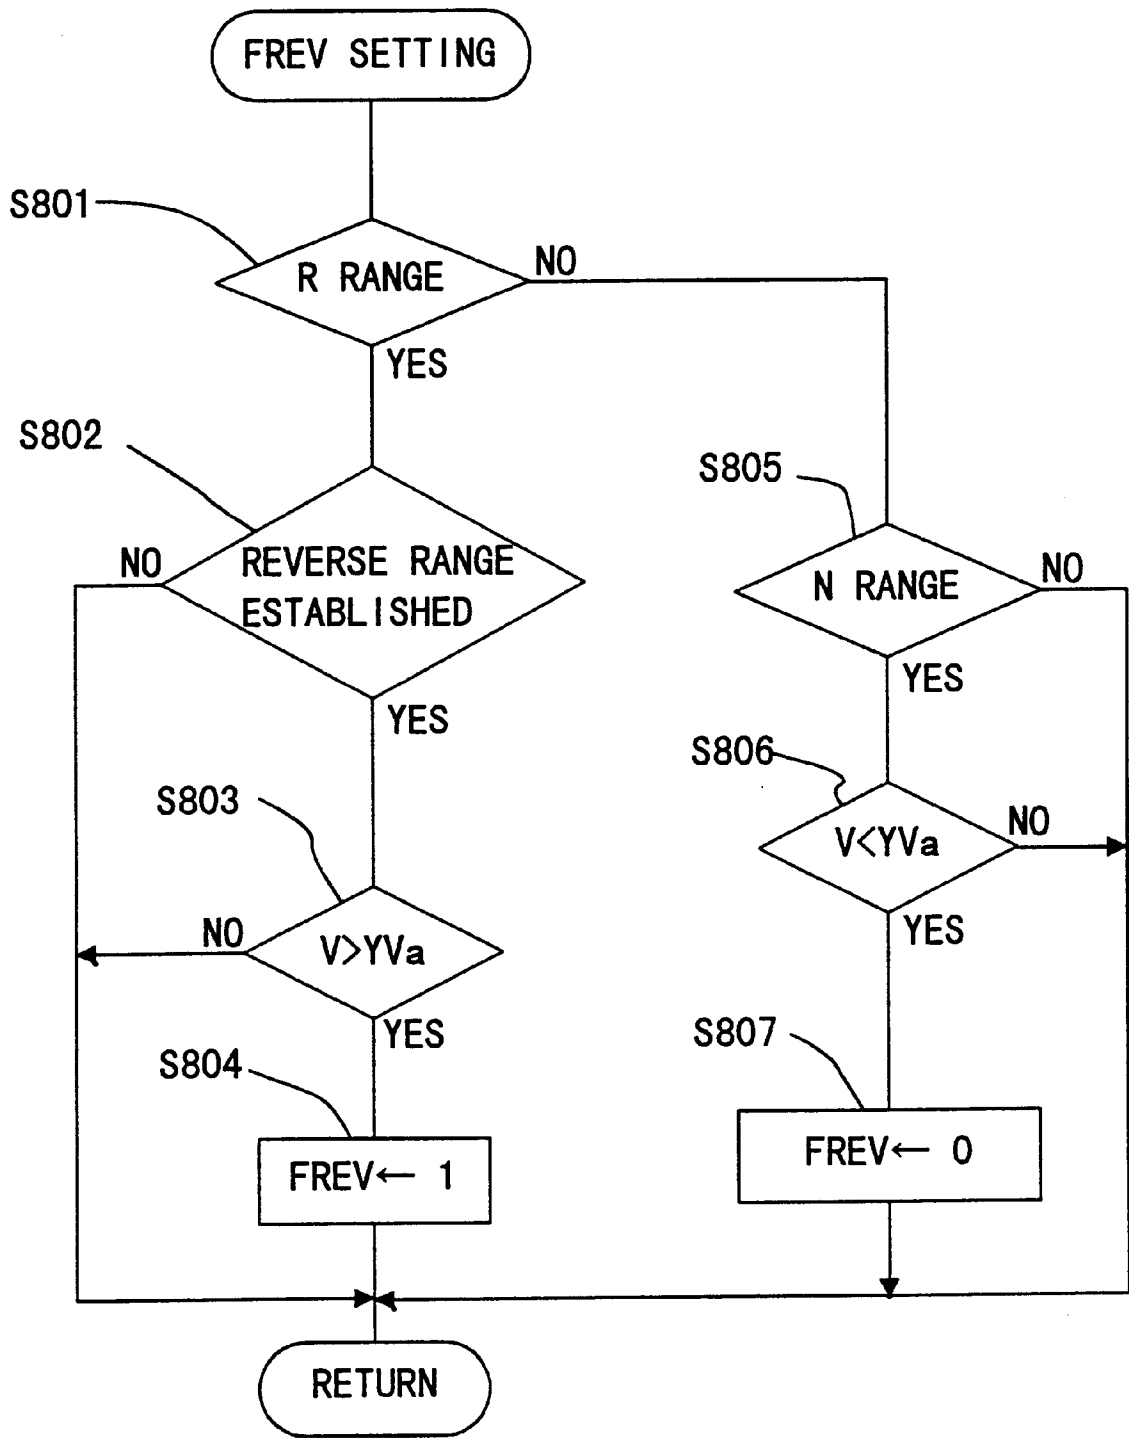 FREV SETTING
S801
R RANGE
NO
YES
S802
NO
REVERSE RANGE
ESTABLISHED
YES
S803
NO
V>YVa
YES
S804
FREV← 1
S805
N RANGE
NO
YES
S806
V<YVa
NO
YES
S807
FREV← 0
RETURN